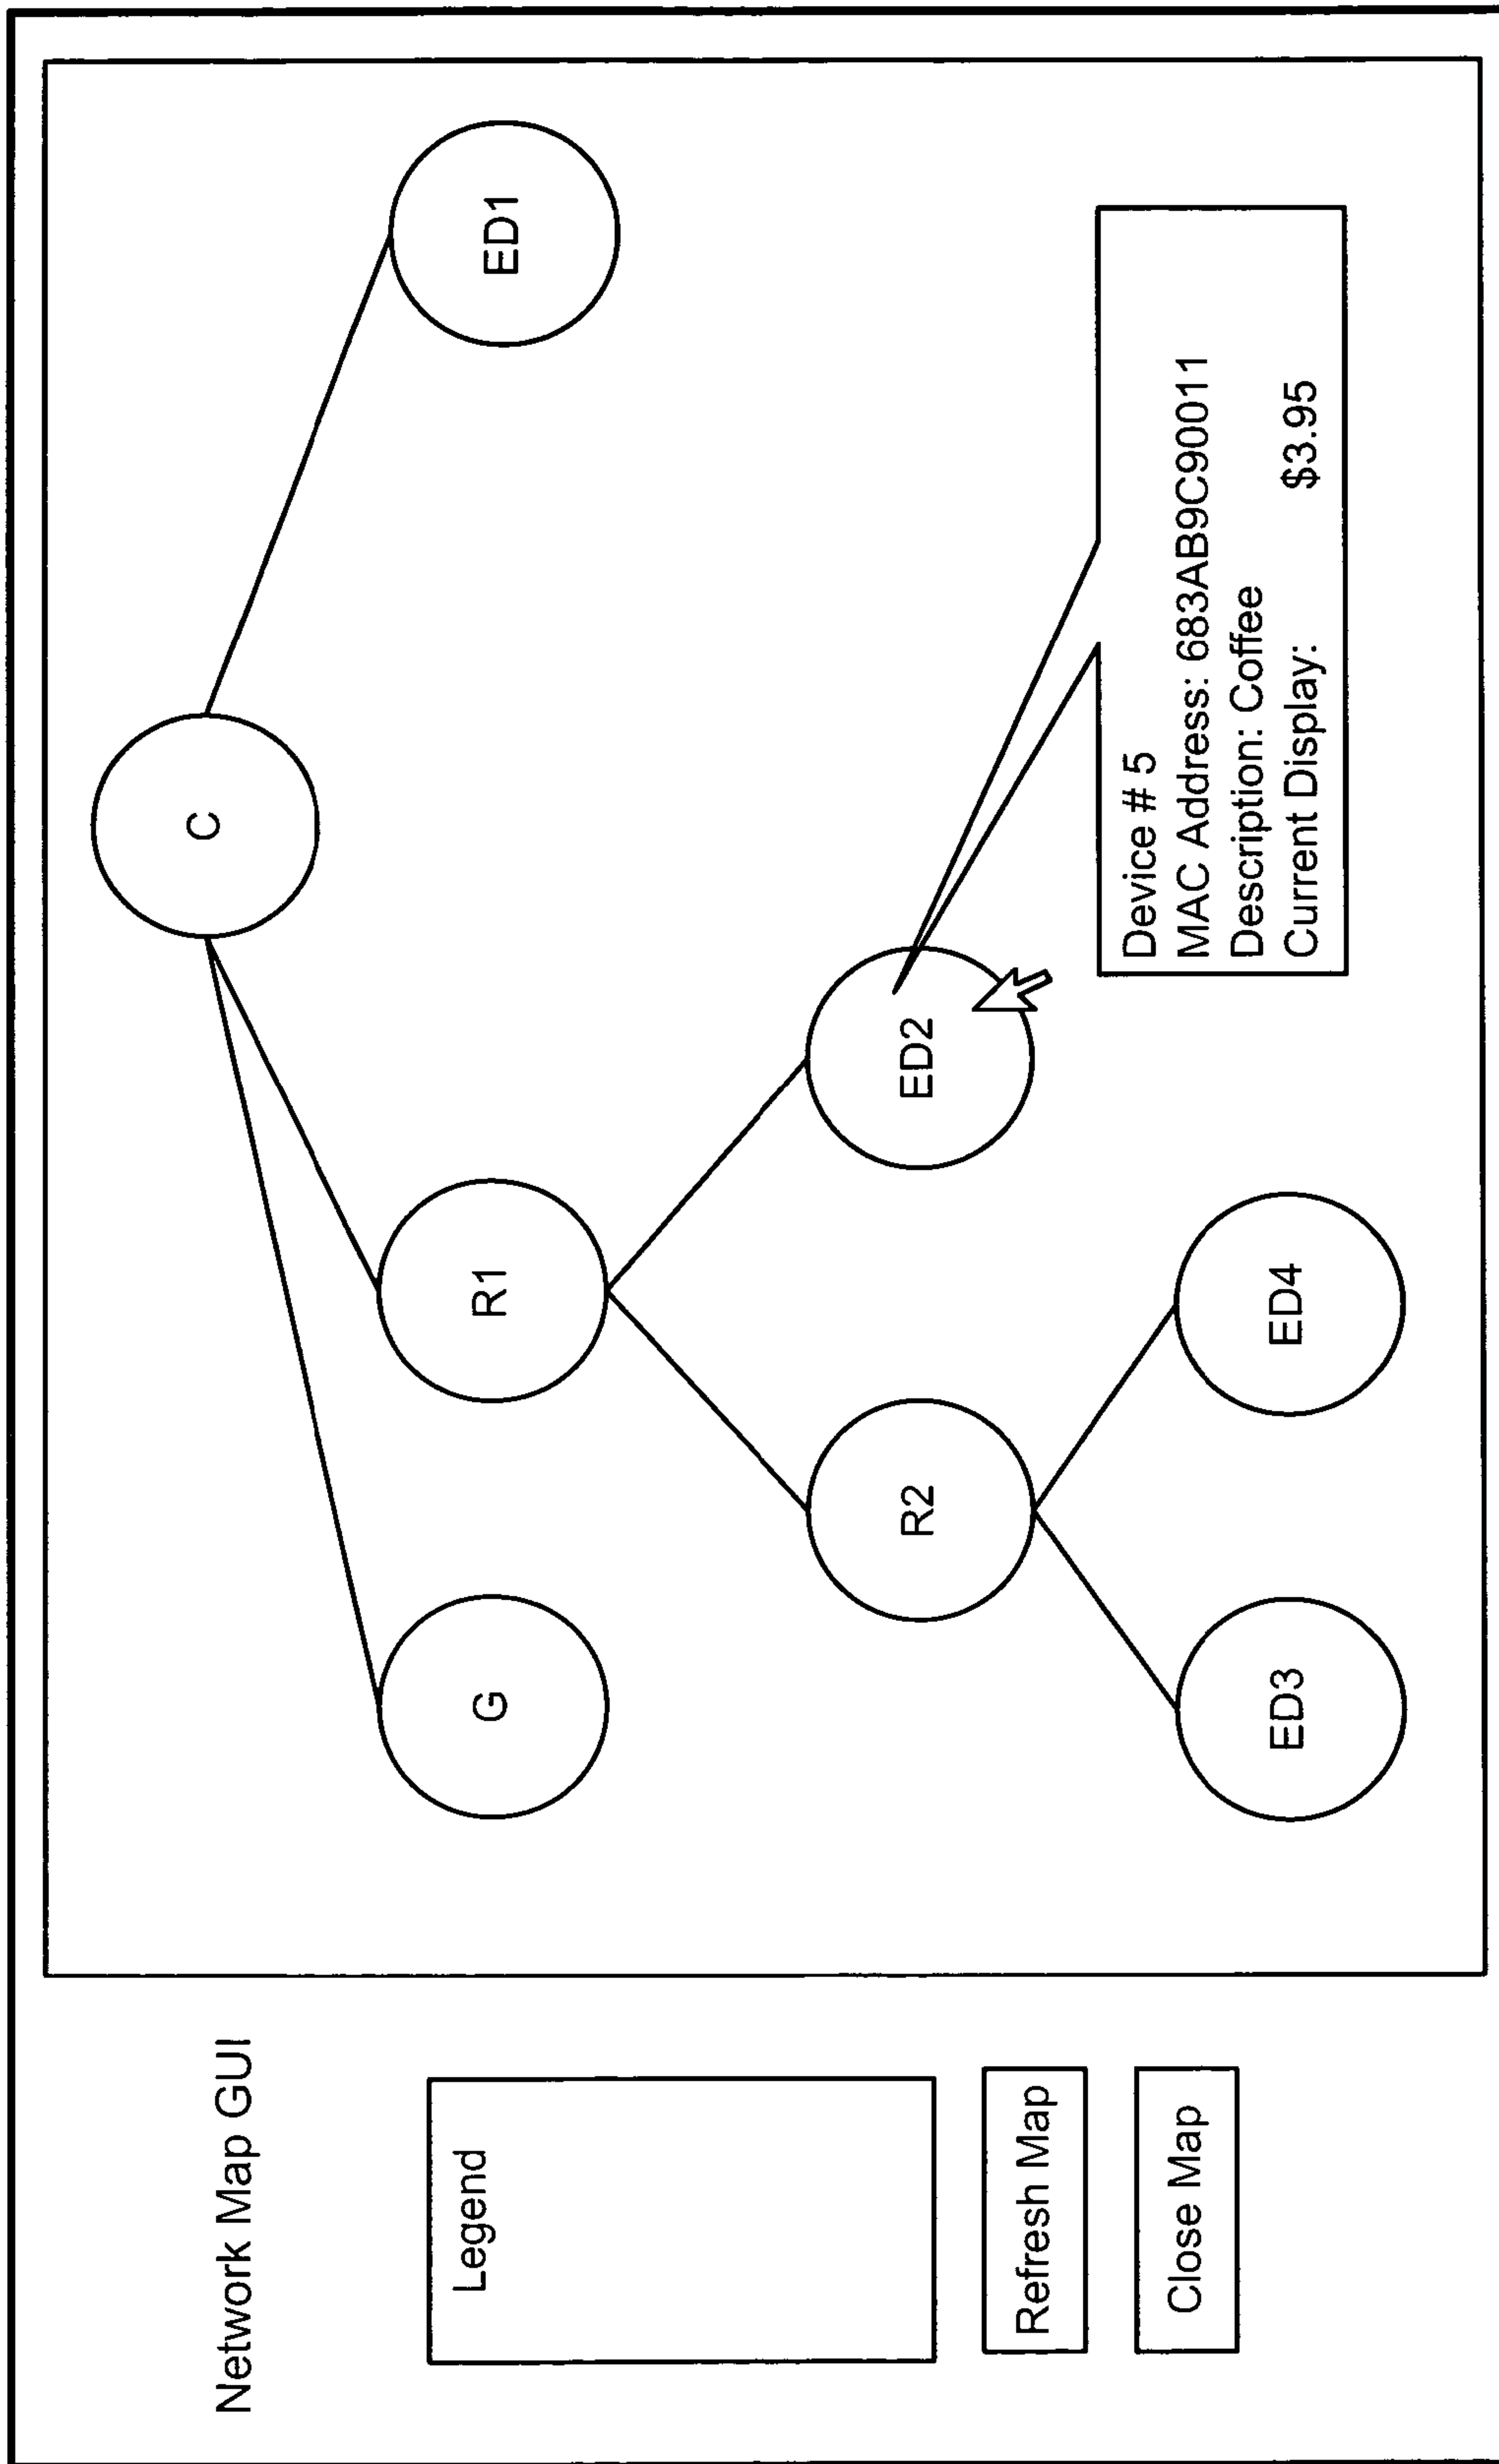 Network Map GUI
Legend
Refresh Map
Close Map
C
G
R1
ED1
R2
ED2
ED3
ED4
Device # 5
MAC Address: 683AB9C90011
Description: Coffee
Current Display: $3.95